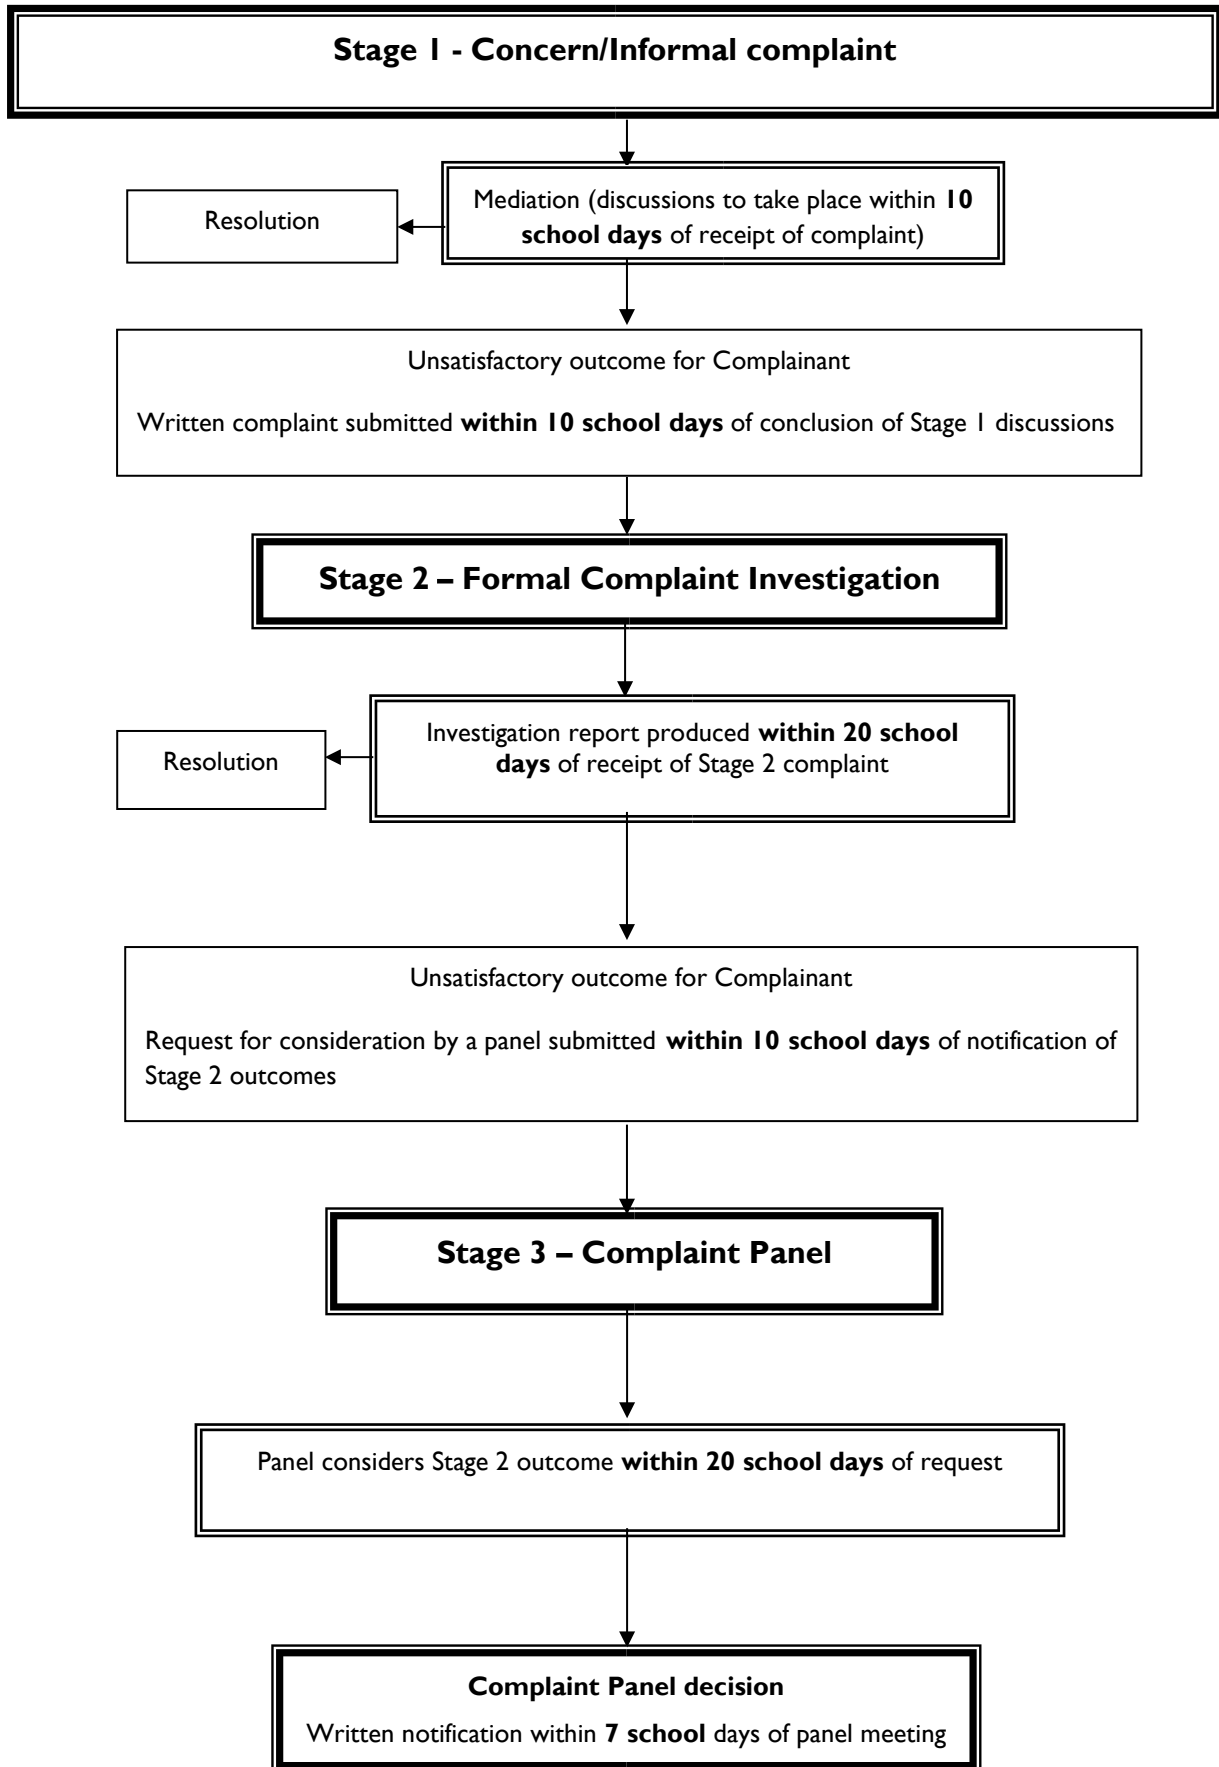 Stage 1 - Concern/Informal complaint
Mediation (discussions to take place within 10
school days of receipt of complaint)
Resolution
Unsatisfactory outcome for Complainant
Written complaint submitted within 10 school days of conclusion of Stage 1 discussions
Stage 2 – Formal Complaint Investigation
Investigation report produced within 20 school
days of receipt of Stage 2 complaint
Resolution
Unsatisfactory outcome for Complainant
Request for consideration by a panel submitted within 10 school days of notification of
Stage 2 outcomes
Stage 3 – Complaint Panel
Panel considers Stage 2 outcome within 20 school days of request
Complaint Panel decision
Written notification within 7 school days of panel meeting